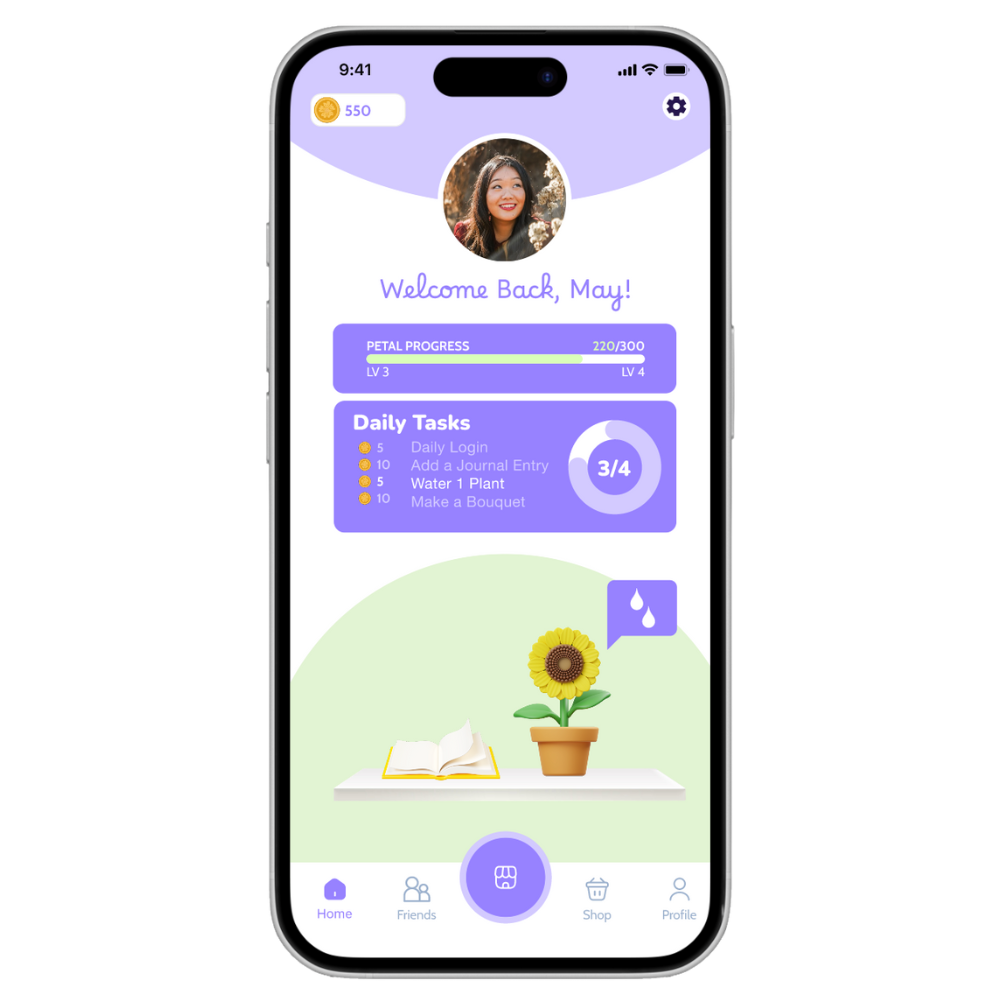 9:41
550
Welcome Back, May!
PETAL PROGRESS 220/300
LV 3 LV 4
Daily Tasks
5 Daily Login
10 Add a Journal Entry
5 Water 1 Plant
10 Make a Bouquet
3/4
Home Friends Shop Profile